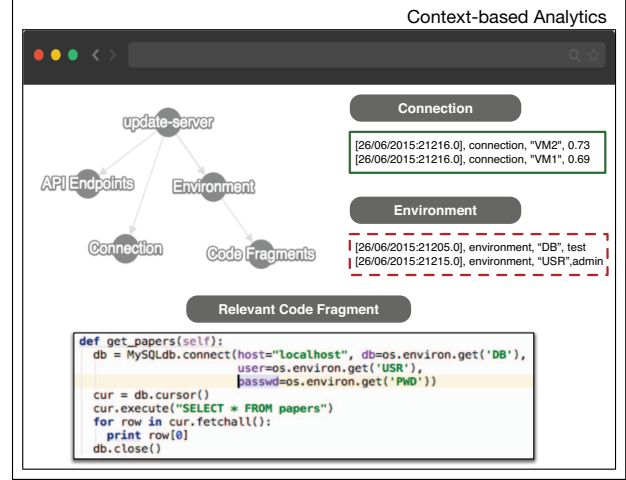 Context-based Analytics
update-server
API Endpoints
Environment
Connection
Code Fragments
Connection
[26/06/2015:21216.0], connection, "VM2", 0.73
[26/06/2015:21216.0], connection, "VM1", 0.69
Environment
[26/06/2015:21205.0], environment, “DB”, test
[26/06/2015:21215.0], environment, “USR”,admin
Relevant Code Fragment
def get_papers(self):
db = MySQLdb.connect(host="localhost", db=os.environ.get('DB'),
user=os.environ.get('USR'),
passwd=os.environ.get('PWD'))
cur = db.cursor()
cur.execute("SELECT * FROM papers")
for row in cur.fetchall():
print row[0]
db.close()